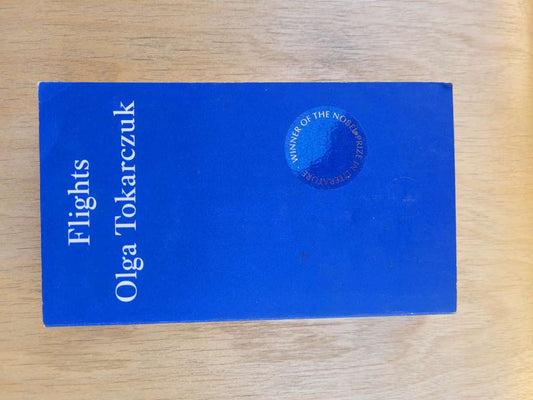 Flights
Olga Tokarczuk
WINNER OF THE NOBEL PRIZE IN LITERATURE